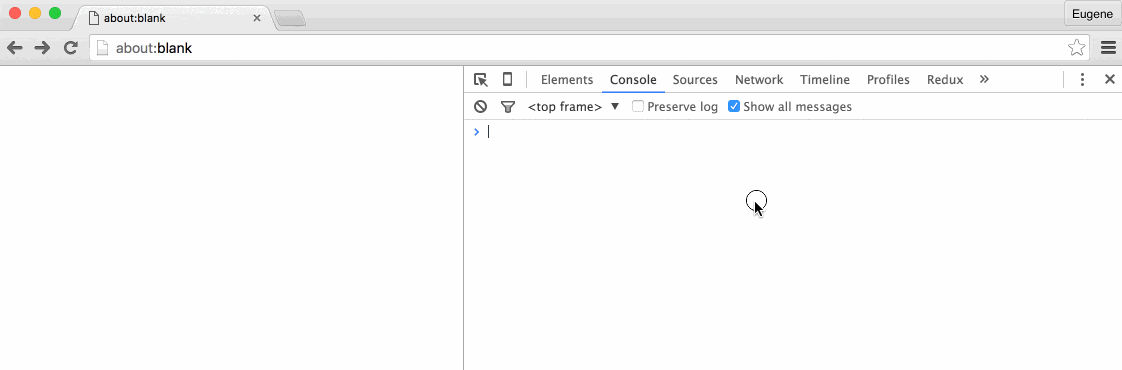 about:blank
Eugene
about:blank
Elements Console Sources Network Timeline Profiles Redux »
<top frame> ▼ Preserve log Show all messages
>